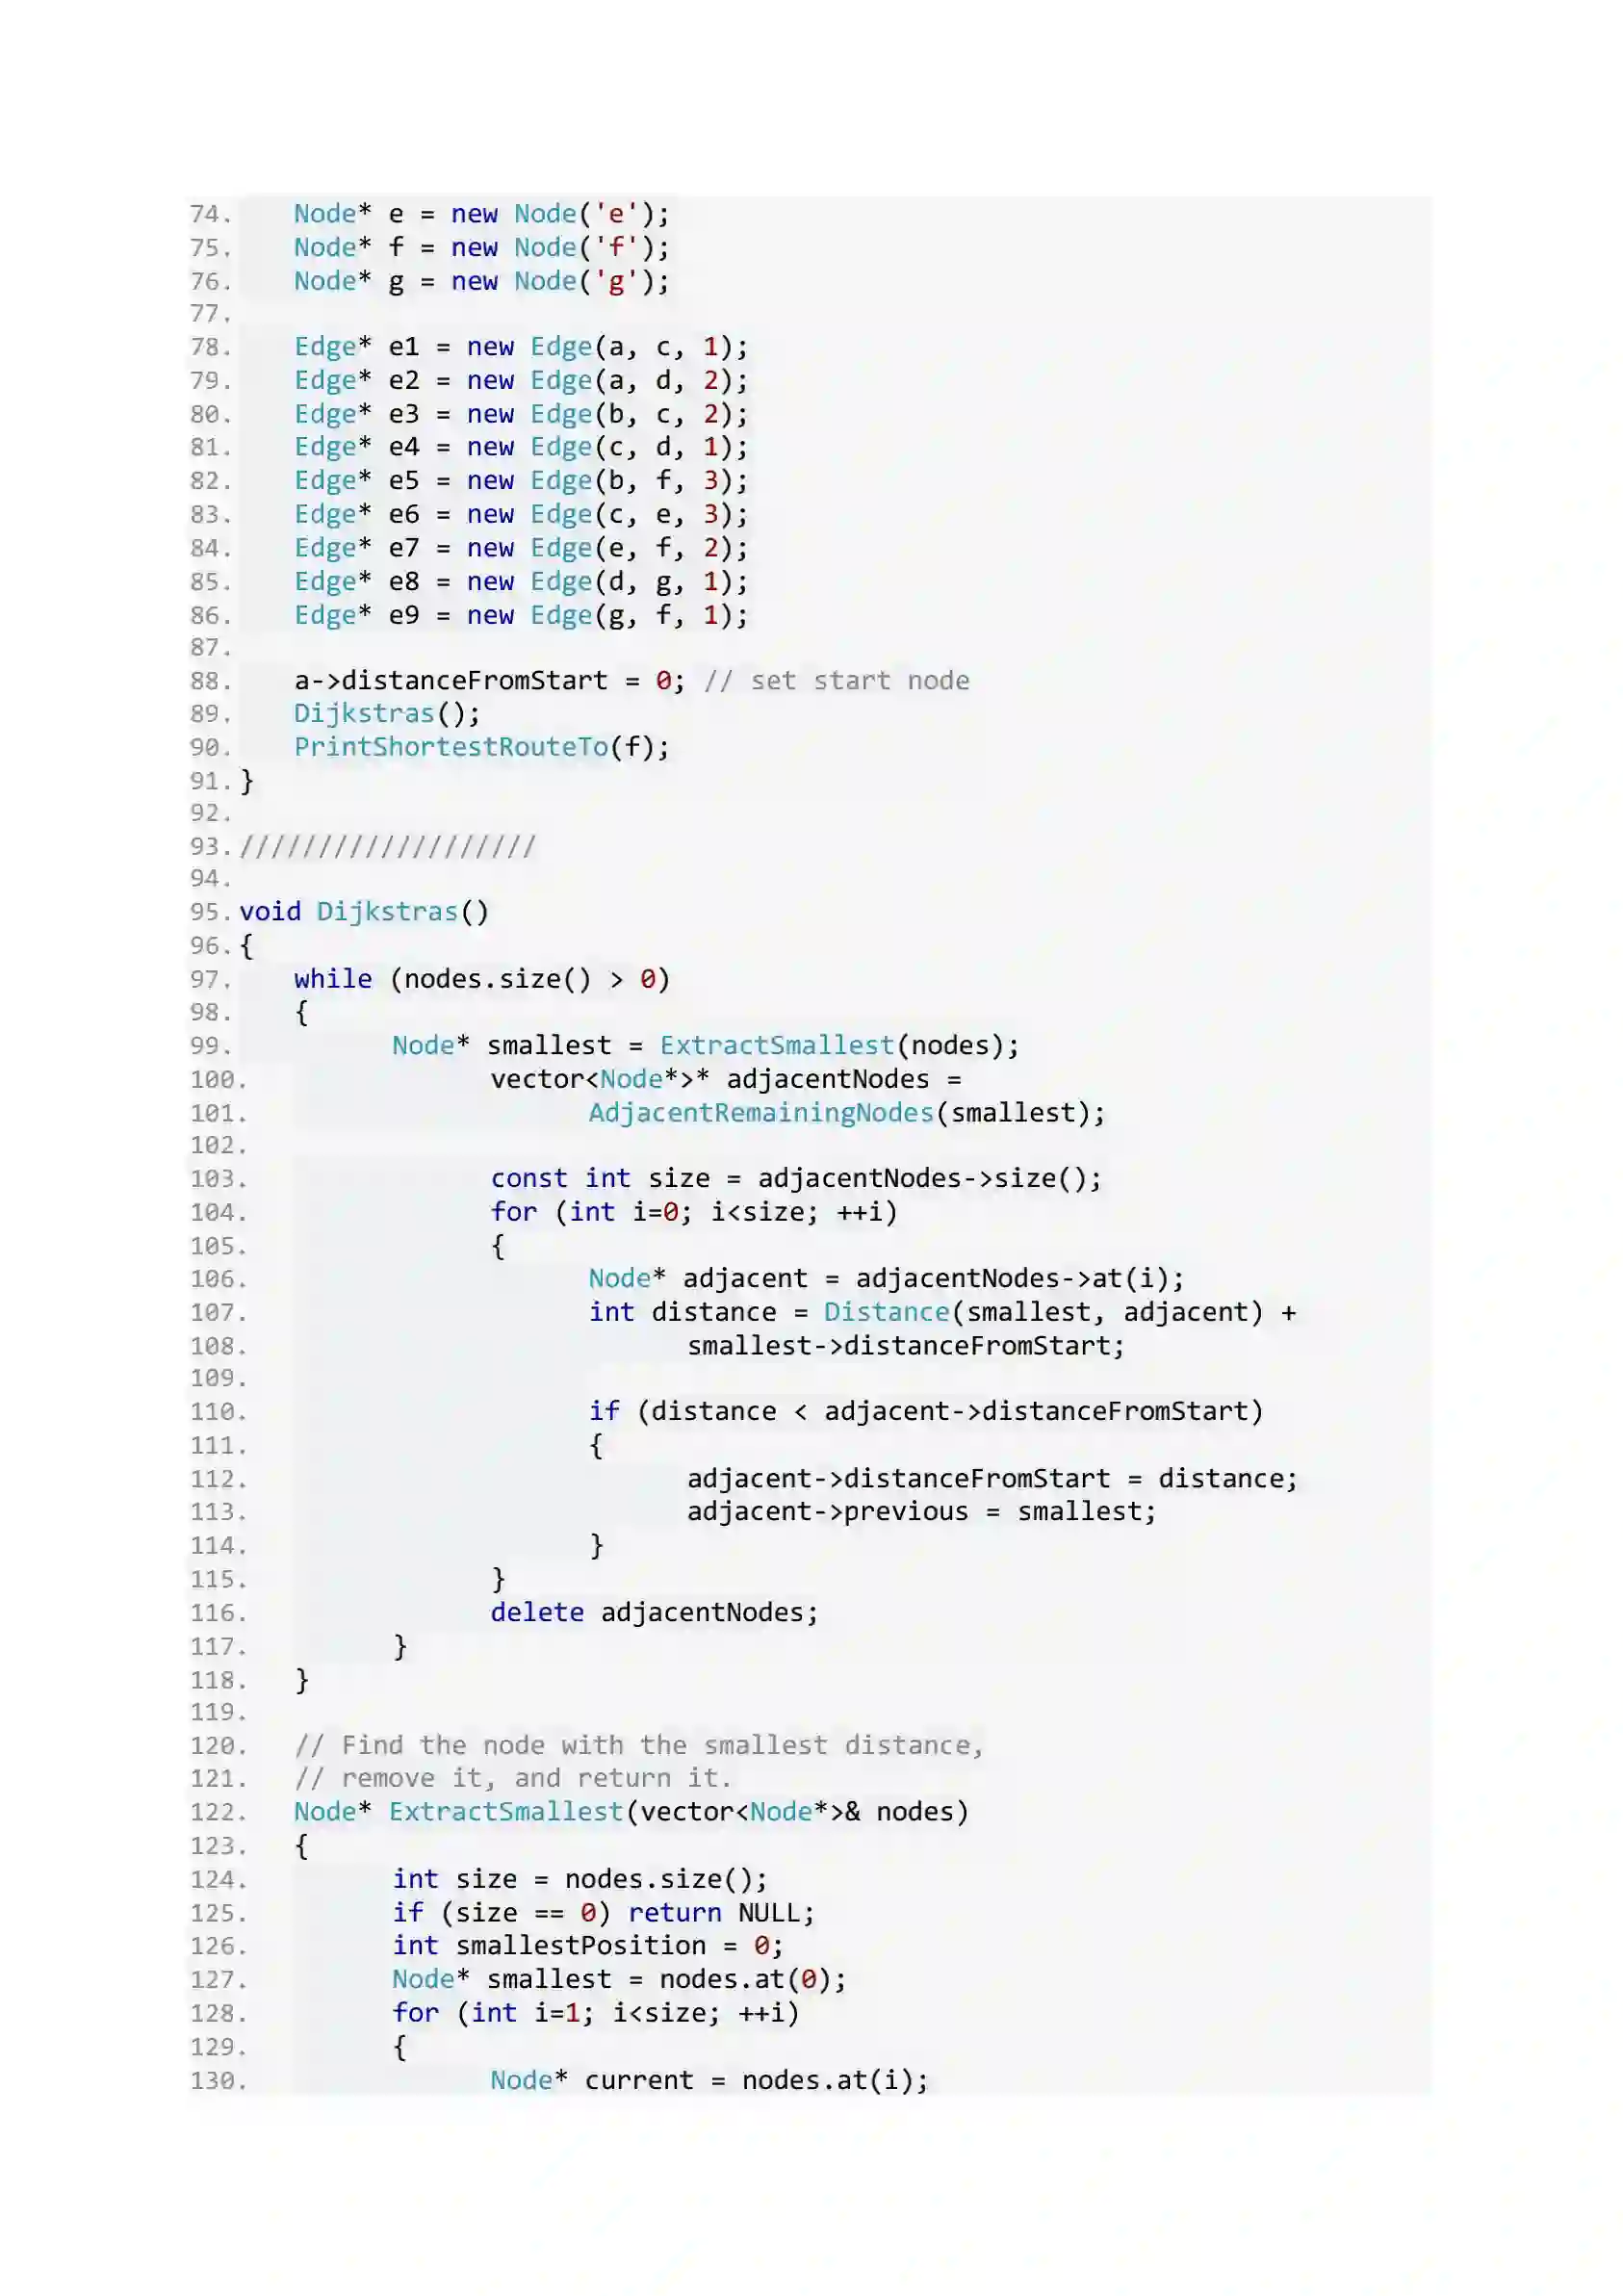 74.    Node* e = new Node('e');
75.    Node* f = new Node('f');
76.    Node* g = new Node('g');
77.
78.    Edge* e1 = new Edge(a, c, 1);
79.    Edge* e2 = new Edge(a, d, 2);
80.    Edge* e3 = new Edge(b, c, 2);
81.    Edge* e4 = new Edge(c, d, 1);
82.    Edge* e5 = new Edge(b, f, 3);
83.    Edge* e6 = new Edge(c, e, 3);
84.    Edge* e7 = new Edge(e, f, 2);
85.    Edge* e8 = new Edge(d, g, 1);
86.    Edge* e9 = new Edge(g, f, 1);
87.
88.    a->distanceFromStart = 0; // set start node
89.    Dijkstras();
90.    PrintShortestRouteTo(f);
91. }
92.
93. ///////////////////
94.
95. void Dijkstras()
96. {
97.    while (nodes.size() > 0)
98.    {
99.        Node* smallest = ExtractSmallest(nodes);
100.            vector<Node*>* adjacentNodes =
101.                AdjacentRemainingNodes(smallest);
102.
103.            const int size = adjacentNodes->size();
104.            for (int i=0; i<size; ++i)
105.            {
106.                Node* adjacent = adjacentNodes->at(i);
107.                int distance = Distance(smallest, adjacent) +
108.                    smallest->distanceFromStart;
109.
110.                if (distance < adjacent->distanceFromStart)
111.                {
112.                    adjacent->distanceFromStart = distance;
113.                    adjacent->previous = smallest;
114.                }
115.            }
116.            delete adjacentNodes;
117.        }
118.    }
119.
120.    // Find the node with the smallest distance,
121.    // remove it, and return it.
122.    Node* ExtractSmallest(vector<Node*>& nodes)
123.    {
124.        int size = nodes.size();
125.        if (size == 0) return NULL;
126.        int smallestPosition = 0;
127.        Node* smallest = nodes.at(0);
128.        for (int i=1; i<size; ++i)
129.        {
130.            Node* current = nodes.at(i);